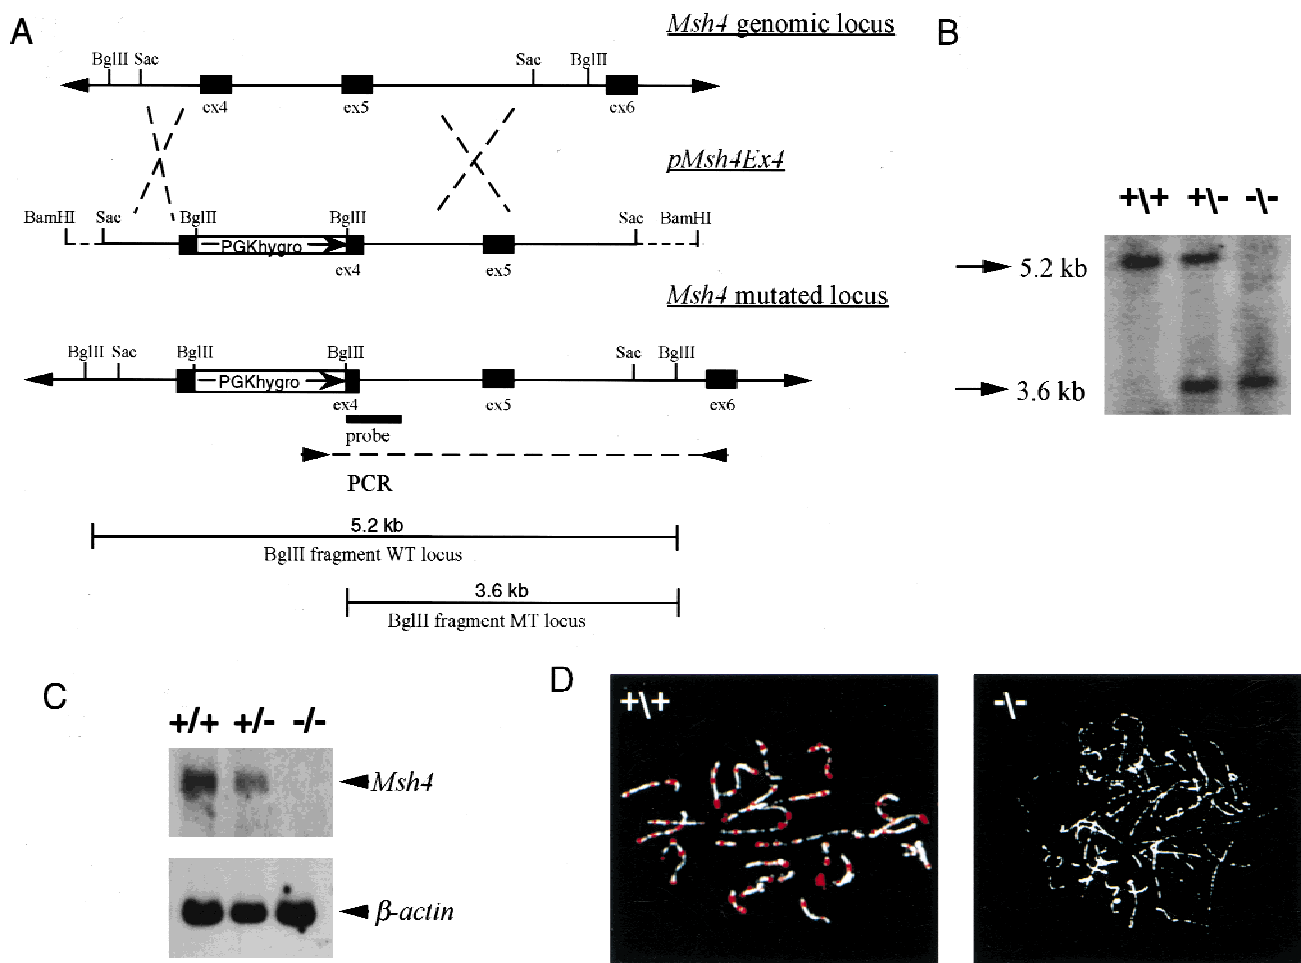 A
Msh4 genomic locus
BglII Sac Sac BglII
ex4 ex5 ex6
pMsh4Ex4
BamHI Sac BglII BglII Sac BamHI
PGKhygro
ex4 ex5
Msh4 mutated locus
BglII Sac BglII BglII Sac BglII
PGKhygro
ex4 ex5 ex6
probe
PCR
5.2 kb
BglII fragment WT locus
3.6 kb
BglII fragment MT locus
B
+\+ +\- -\-
5.2 kb
3.6 kb
C
+/+ +/- -/-
Msh4
β-actin
D
+\+
-\-